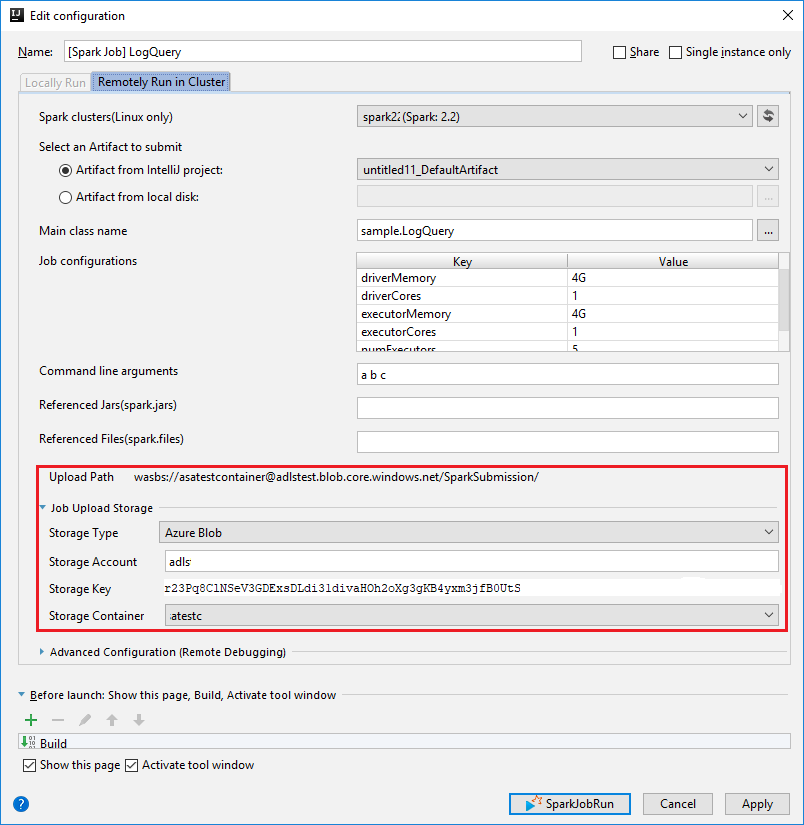 Edit configuration
Name: [Spark Job] LogQuery Share Single instance only
Locally Run Remotely Run in Cluster
Spark clusters(Linux only) spark22 (Spark: 2.2)
Select an Artifact to submit
Artifact from IntelliJ project: untitled11_DefaultArtifact
Artifact from local disk: ...
Main class name sample.LogQuery ...
Job configurations Key Value
driverMemory 4G
driverCores 1
executorMemory 4G
executorCores 1
numExecutors 5
Command line arguments a b c
Referenced Jars(spark.jars)
Referenced Files(spark.files)
Upload Path wasbs://asatestcontainer@adlstest.blob.core.windows.net/SparkSubmission/
Job Upload Storage
Storage Type Azure Blob
Storage Account adls
Storage Key r23Pq8ClNSeV3GDExsDLdi31divaHOh2oXg3gKB4yxm3jfB0UtS
Storage Container atestc
Advanced Configuration (Remote Debugging)
Before launch: Show this page, Build, Activate tool window
Build
Show this page Activate tool window
SparkJobRun Cancel Apply